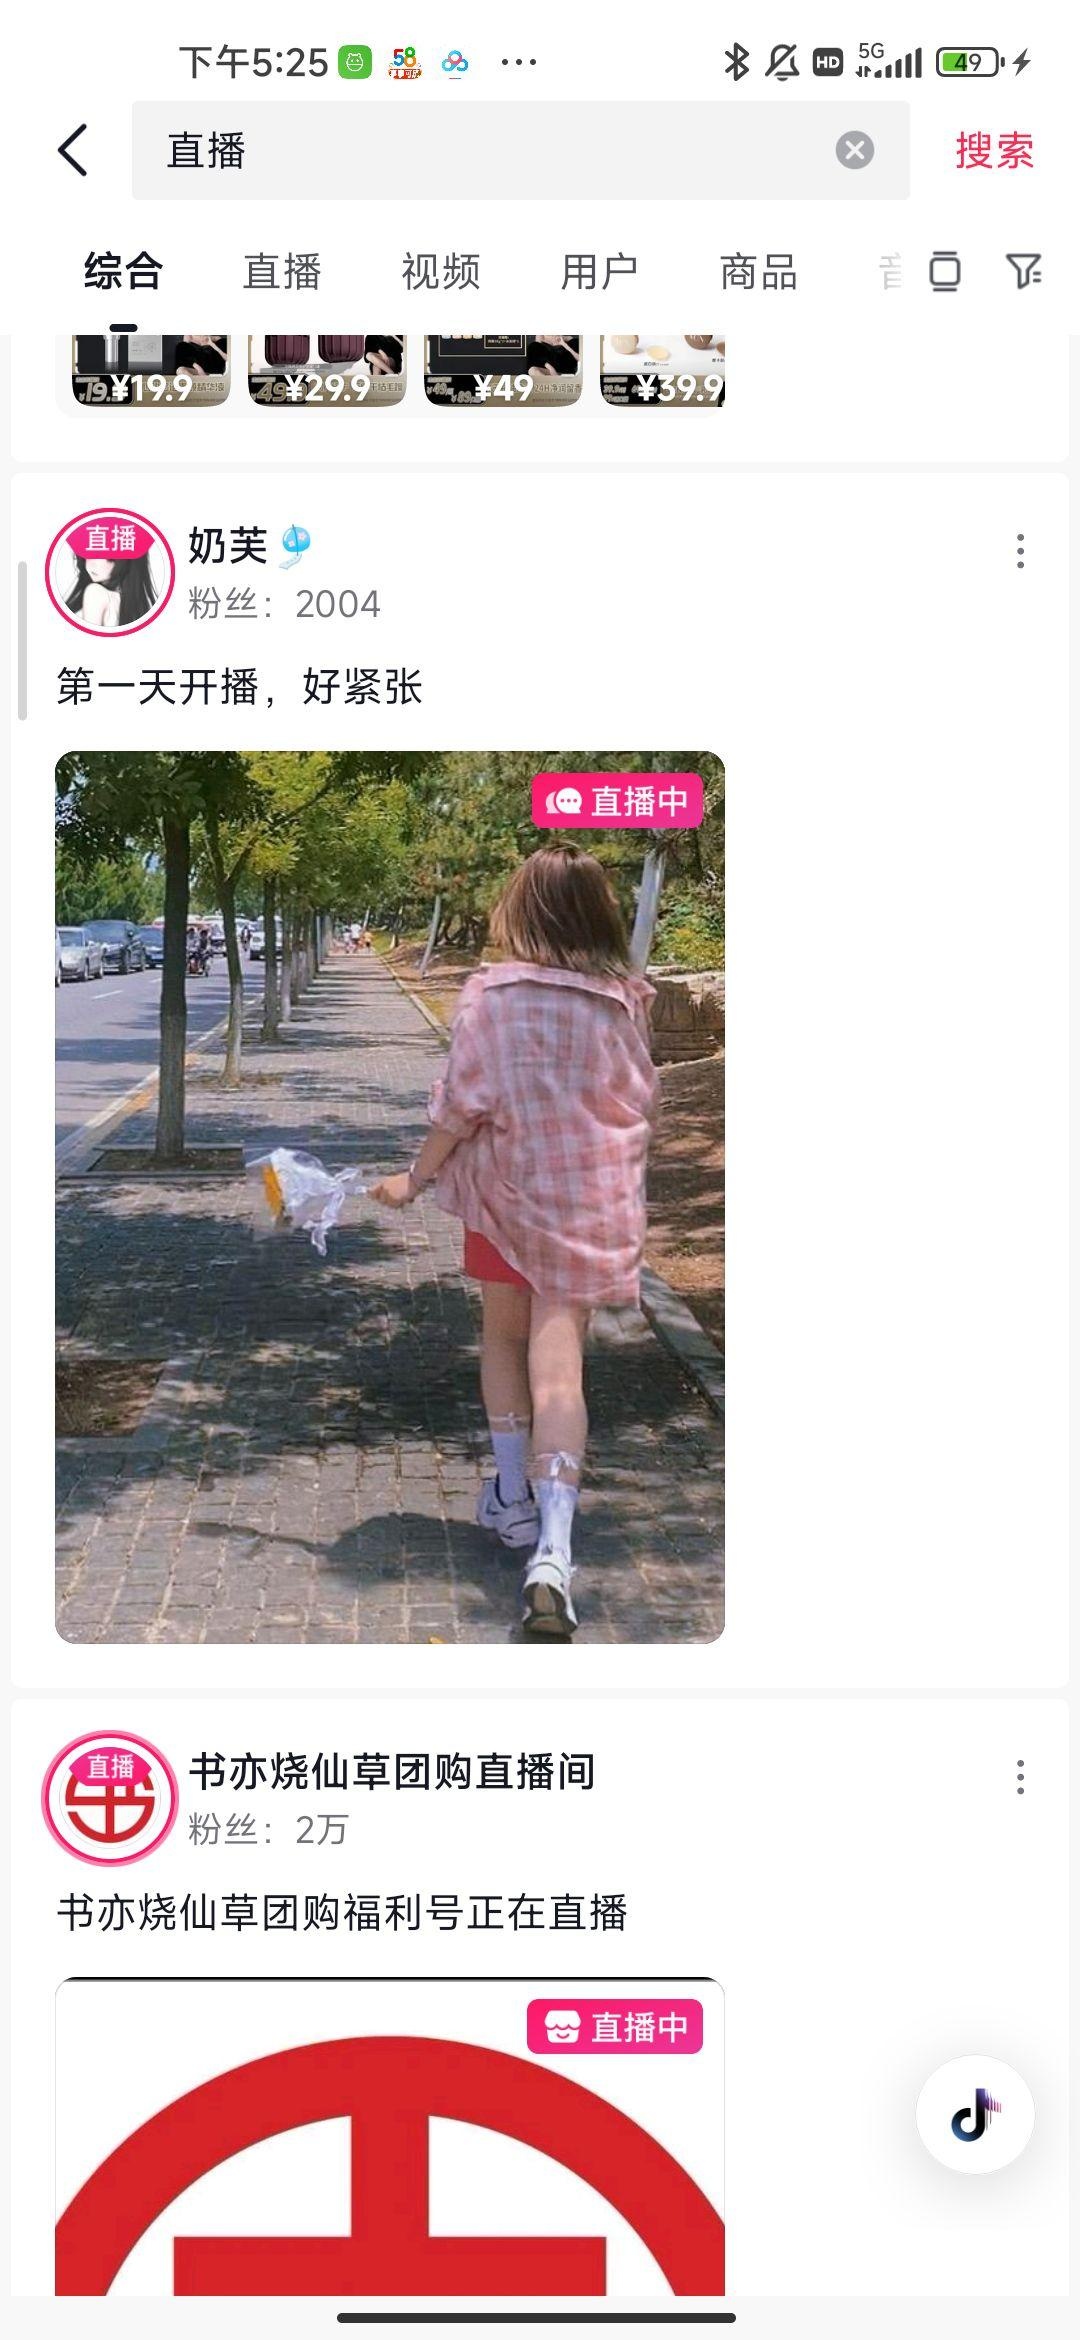 下午5:25
58
HD
5G
49
直播
搜索
综合
直播
视频
用户
商品
¥19.9
¥29.9
¥49
¥39.9
直播
奶芙
粉丝：2004
第一天开播，好紧张
直播中
直播
书亦烧仙草团购直播间
粉丝：2万
书亦烧仙草团购福利号正在直播
直播中